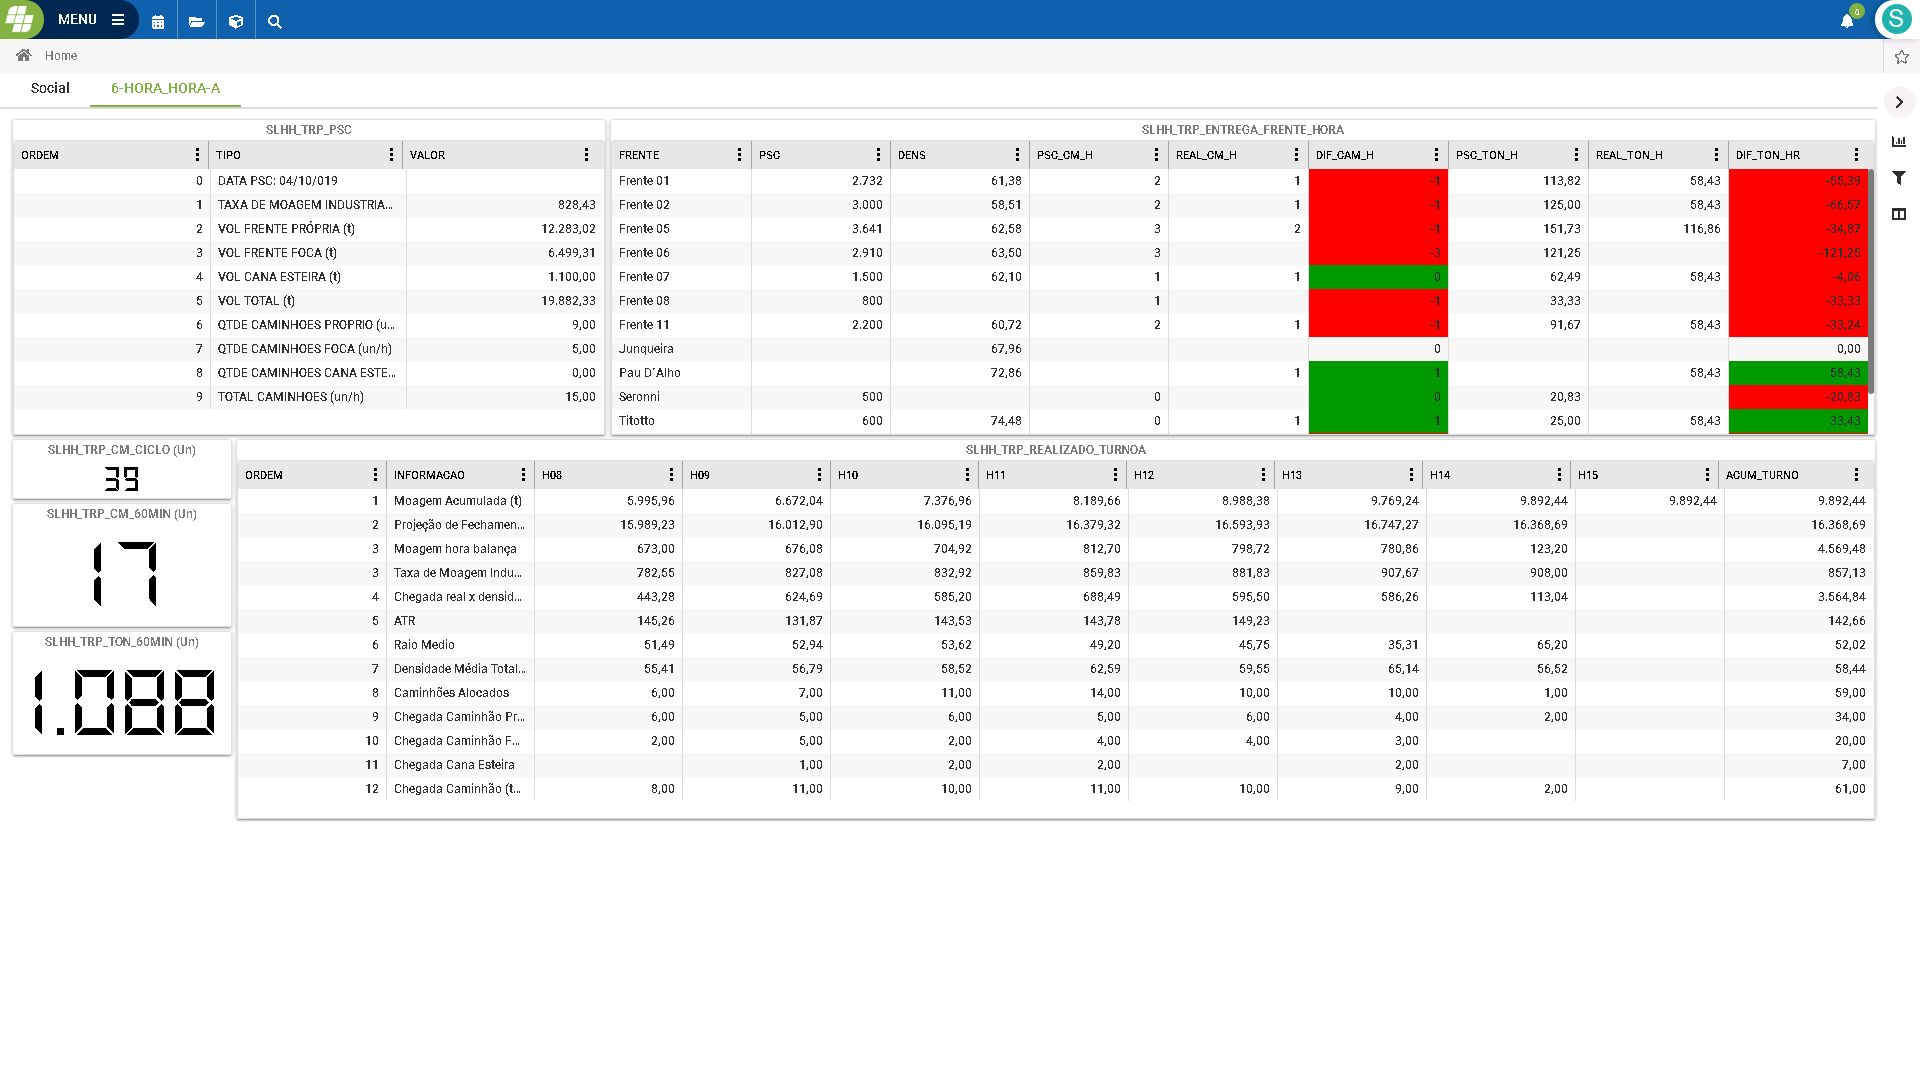 MENU
0
S
Home
Social 6-HORA_HORA-A
SLHH_TRP_PSC
ORDEM TIPO VALOR
0 DATA PSC: 04/10/019
1 TAXA DE MOAGEM INDUSTRIA... 828,43
2 VOL FRENTE PRÓPRIA (t) 12.283,02
3 VOL FRENTE FOCA (t) 6.499,31
4 VOL CANA ESTEIRA (t) 1.100,00
5 VOL TOTAL (t) 19.882,33
6 QTDE CAMINHOES PROPRIO (u... 9,00
7 QTDE CAMINHOES FOCA (un/h) 5,00
8 QTDE CAMINHOES CANA ESTE... 0,00
9 TOTAL CAMINHOES (un/h) 15,00
SLHH_TRP_ENTREGA_FRENTE_HORA
FRENTE PSC DENS PSC_CM_H REAL_CM_H DIF_CAM_H PSC_TON_H REAL_TON_H DIF_TON_HR
Frente 01 2.732 61,38 2 1 -1 113,82 58,43 -56,39
Frente 02 3.000 58,51 2 1 -1 125,00 58,43 -66,57
Frente 05 3.641 62,58 3 2 -1 151,73 116,86 -34,87
Frente 06 2.910 63,50 3 -3 121,25 -121,25
Frente 07 1.500 62,10 1 1 0 62,49 58,43 -4,06
Frente 08 800 1 -1 33,33 -33,33
Frente 11 2.200 60,72 2 1 -1 91,67 58,43 -33,24
Junqueira 67,96 0 0,00
Pau D´Alho 72,86 1 1 58,43 58,43
Seronni 500 0 0 20,83 -20,83
Titotto 600 74,48 0 1 1 25,00 58,43 33,43
SLHH_TRP_CM_CICLO (Un)
39
SLHH_TRP_CM_60MIN (Un)
17
SLHH_TRP_TON_60MIN (Un)
1.088
SLHH_TRP_REALIZADO_TURNOA
ORDEM INFORMACAO H08 H09 H10 H11 H12 H13 H14 H15 ACUM_TURNO
1 Moagem Acumulada (t) 5.995,96 6.672,04 7.376,96 8.189,66 8.988,38 9.769,24 9.892,44 9.892,44 9.892,44
2 Projeção de Fechamen... 15.989,23 16.012,90 16.095,19 16.379,32 16.593,93 16.747,27 16.368,69 16.368,69
3 Moagem hora balança 673,00 676,08 704,92 812,70 798,72 780,86 123,20 4.569,48
3 Taxa de Moagem Indu... 782,55 827,08 832,92 859,83 881,83 907,67 908,00 857,13
4 Chegada real x densid... 443,28 624,69 585,20 688,49 595,50 586,26 113,04 3.564,84
5 ATR 145,26 131,87 143,53 143,78 149,23 142,66
6 Raio Medio 51,49 52,94 53,62 49,20 45,75 35,31 65,20 52,02
7 Densidade Média Total... 55,41 56,79 58,52 62,59 59,55 65,14 56,52 58,44
8 Caminhões Alocados 6,00 7,00 11,00 14,00 10,00 10,00 1,00 59,00
9 Chegada Caminhão Pr... 6,00 5,00 6,00 5,00 6,00 4,00 2,00 34,00
10 Chegada Caminhão F... 2,00 5,00 2,00 4,00 4,00 3,00 20,00
11 Chegada Cana Esteira 1,00 2,00 2,00 2,00 7,00
12 Chegada Caminhão (t... 8,00 11,00 10,00 11,00 10,00 9,00 2,00 61,00